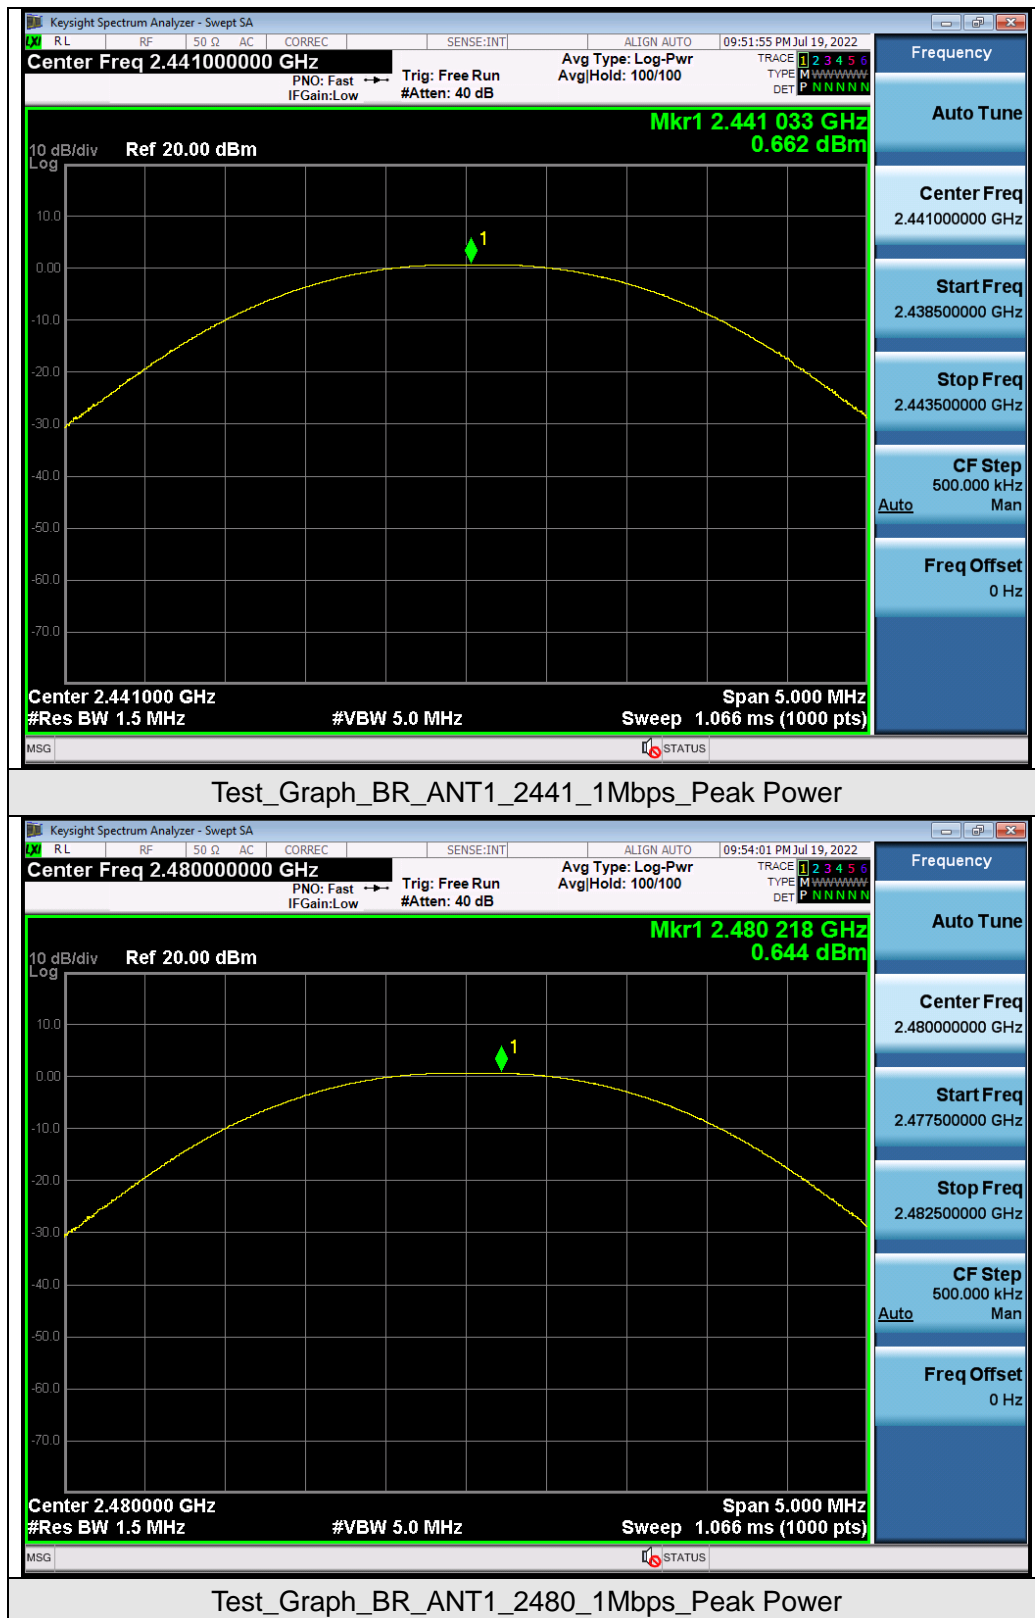 Keysight Spectrum Analyzer - Swept SA
LXI RL RF 50 Ω AC CORREC SENSE:INT ALIGN AUTO 09:51:55 PM Jul 19, 2022
Center Freq 2.441000000 GHz
PNO: Fast
IFGain:Low
Trig: Free Run
#Atten: 40 dB
Avg Type: Log-Pwr
Avg|Hold: 100/100
TRACE 1 2 3 4 5 6
TYPE M WWWWW
DET P N N N N N
Mkr1 2.441 033 GHz
0.662 dBm
10 dB/div Ref 20.00 dBm
Log
10.0
1
0.00
-10.0
-20.0
-30.0
-40.0
-50.0
-60.0
-70.0
Center 2.441000 GHz Span 5.000 MHz
#Res BW 1.5 MHz #VBW 5.0 MHz Sweep 1.066 ms (1000 pts)
MSG STATUS
Frequency
Auto Tune
Center Freq
2.441000000 GHz
Start Freq
2.438500000 GHz
Stop Freq
2.443500000 GHz
CF Step
500.000 kHz
Auto Man
Freq Offset
0 Hz
Test_Graph_BR_ANT1_2441_1Mbps_Peak Power
Keysight Spectrum Analyzer - Swept SA
LXI RL RF 50 Ω AC CORREC SENSE:INT ALIGN AUTO 09:54:01 PM Jul 19, 2022
Center Freq 2.480000000 GHz
PNO: Fast
IFGain:Low
Trig: Free Run
#Atten: 40 dB
Avg Type: Log-Pwr
Avg|Hold: 100/100
TRACE 1 2 3 4 5 6
TYPE M WWWWW
DET P N N N N N
Mkr1 2.480 218 GHz
0.644 dBm
10 dB/div Ref 20.00 dBm
Log
10.0
1
0.00
-10.0
-20.0
-30.0
-40.0
-50.0
-60.0
-70.0
Center 2.480000 GHz Span 5.000 MHz
#Res BW 1.5 MHz #VBW 5.0 MHz Sweep 1.066 ms (1000 pts)
MSG STATUS
Frequency
Auto Tune
Center Freq
2.480000000 GHz
Start Freq
2.477500000 GHz
Stop Freq
2.482500000 GHz
CF Step
500.000 kHz
Auto Man
Freq Offset
0 Hz
Test_Graph_BR_ANT1_2480_1Mbps_Peak Power